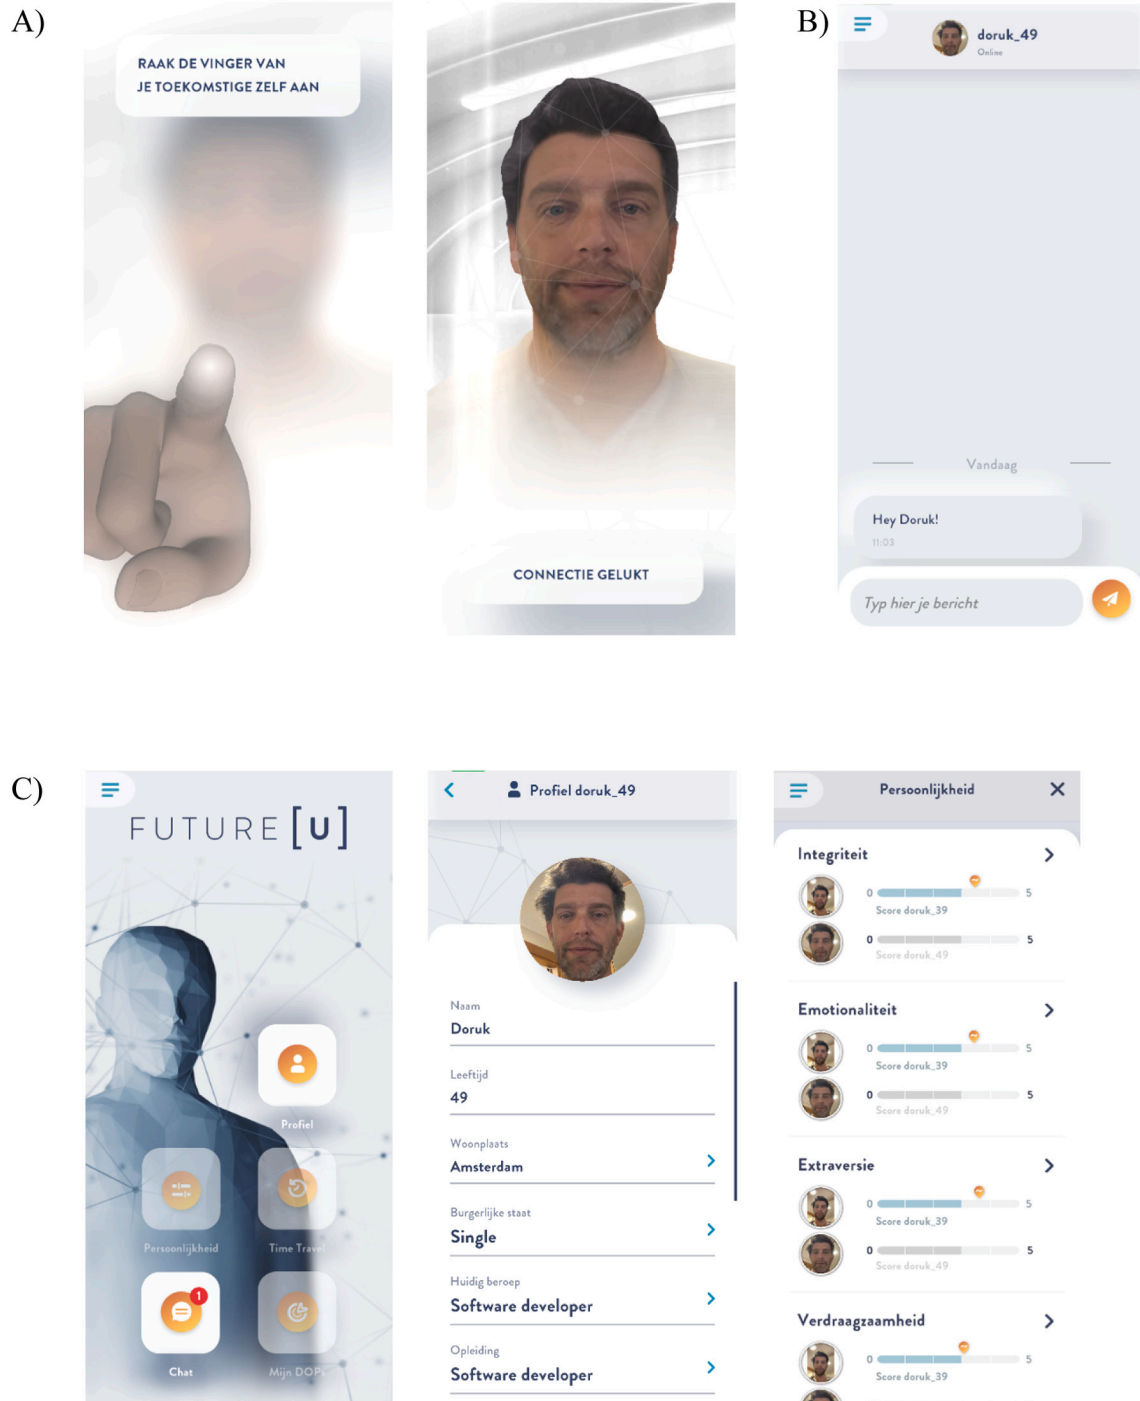 A)
RAAK DE VINGER VAN
JE TOEKOMSTIGE ZELF AAN
CONNECTIE GELUKT
B)
doruk_49
Online
Vandaag
Hey Doruk!
11:03
Typ hier je bericht
C)
FUTURE [U]
Profiel
Persoonlijkheid
Time Travel
1
Chat
Mijn DOPs
Profiel doruk_49
Naam
Doruk
Leeftijd
49
Woonplaats
Amsterdam
Burgerlijke staat
Single
Huidig beroep
Software developer
Opleiding
Software developer
Persoonlijkheid
Integriteit
0 5
Score doruk_39
0 5
Score doruk_49
Emotionaliteit
0 5
Score doruk_39
0 5
Score doruk_49
Extraversie
0 5
Score doruk_39
0 5
Score doruk_49
Verdraagzaamheid
0 5
Score doruk_39